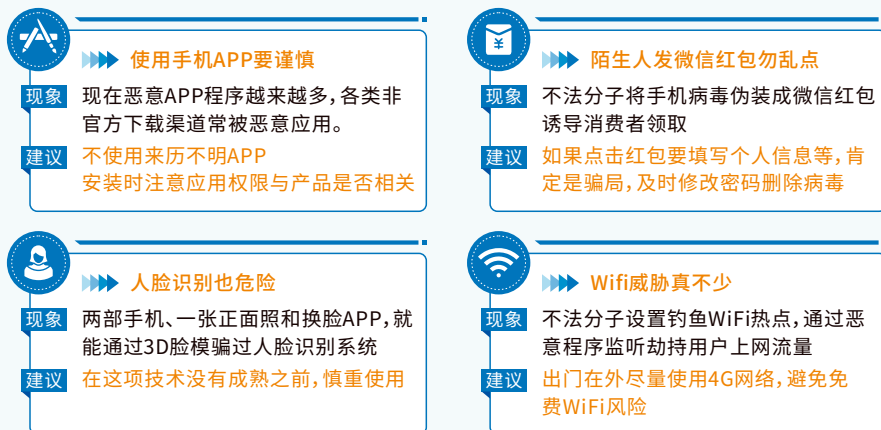 使用手机APP要谨慎
现象 现在恶意APP程序越来越多,各类非
官方下载渠道常被恶意应用。
建议 不使用来历不明APP
安装时注意应用权限与产品是否相关
¥
陌生人发微信红包勿乱点
现象 不法分子将手机病毒伪装成微信红包
诱导消费者领取
建议 如果点击红包要填写个人信息等,肯
定是骗局,及时修改密码删除病毒
人脸识别也危险
现象 两部手机、一张正面照和换脸APP,就
能通过3D脸模骗过人脸识别系统
建议 在这项技术没有成熟之前,慎重使用
Wifi威胁真不少
现象 不法分子设置钓鱼WiFi热点,通过恶
意程序监听劫持用户上网流量
建议 出门在外尽量使用4G网络,避免免
费WiFi风险